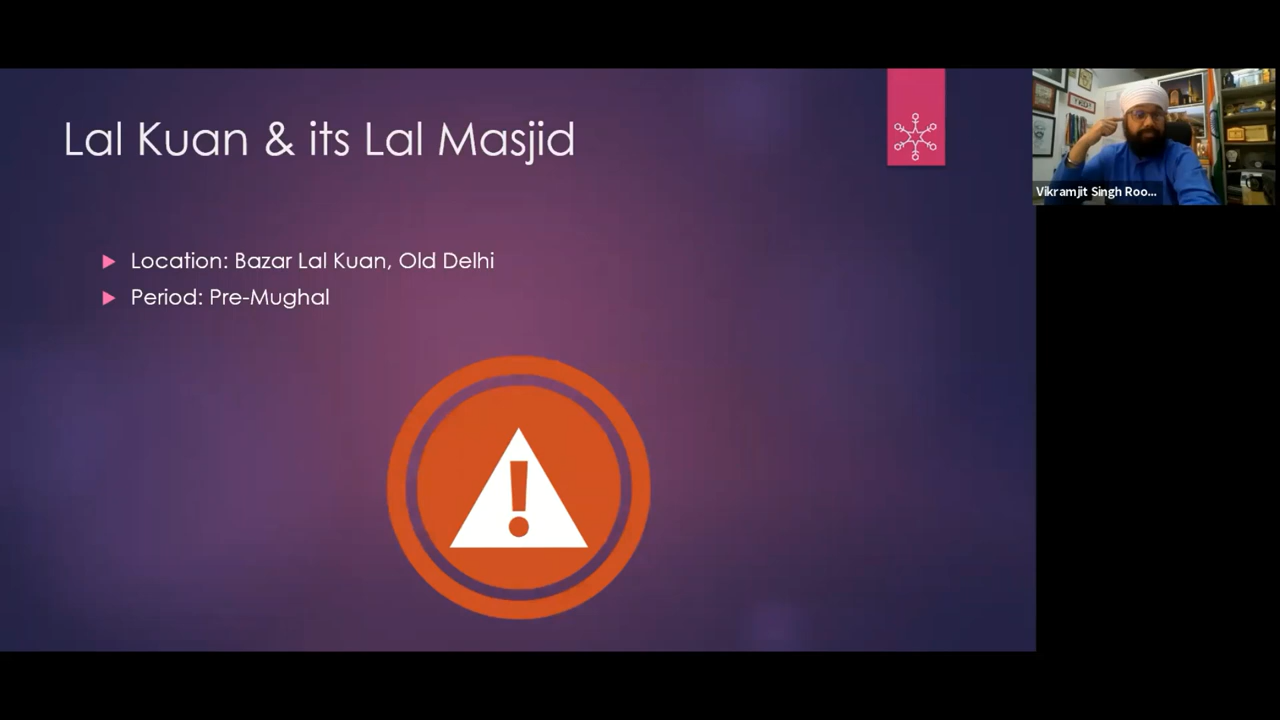 Lal Kuan & its Lal Masjid
Location: Bazar Lal Kuan, Old Delhi
Period: Pre-Mughal
Vikramjit Singh Roo...